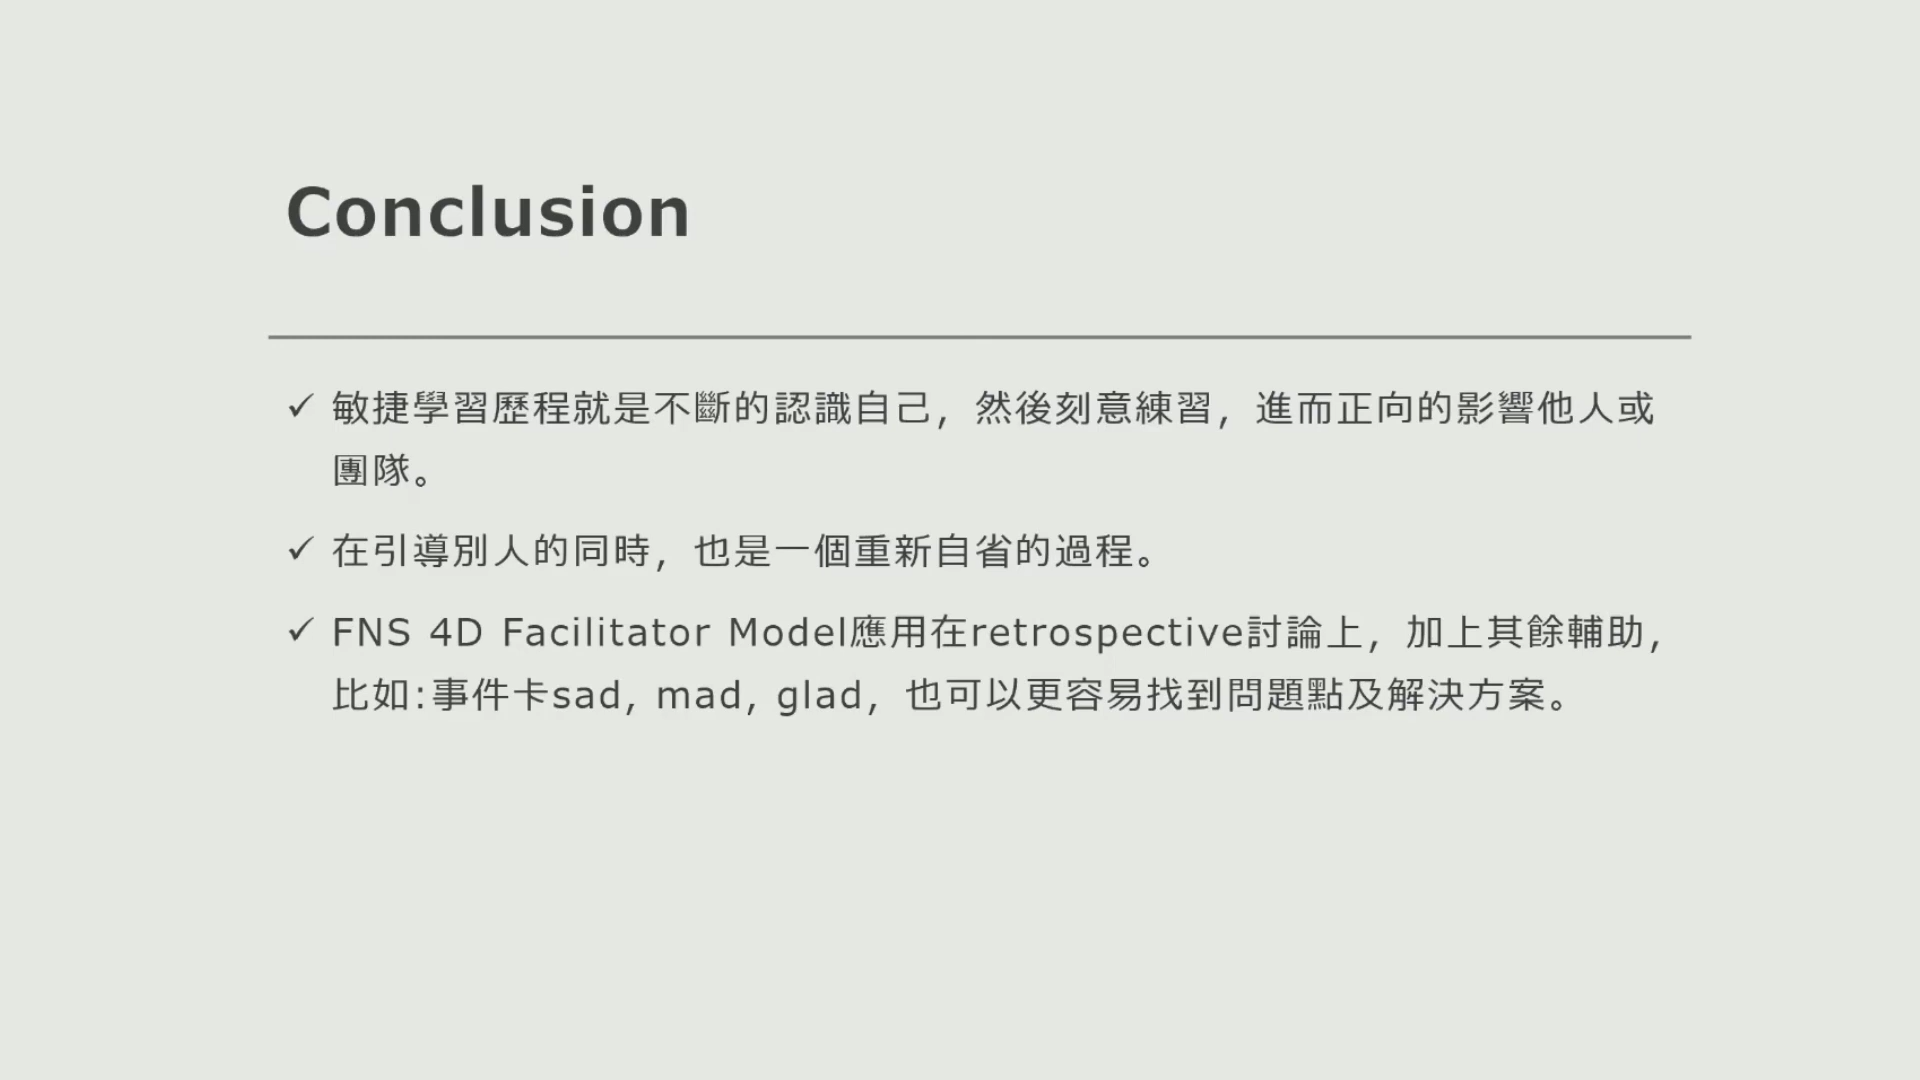 Conclusion
✓ 敏捷學習歷程就是不斷的認識自己，然後刻意練習，進而正向的影響他人或
團隊。
✓ 在引導別人的同時，也是一個重新自省的過程。
✓ FNS 4D Facilitator Model應用在retrospective討論上，加上其餘輔助，
比如:事件卡sad, mad, glad，也可以更容易找到問題點及解決方案。